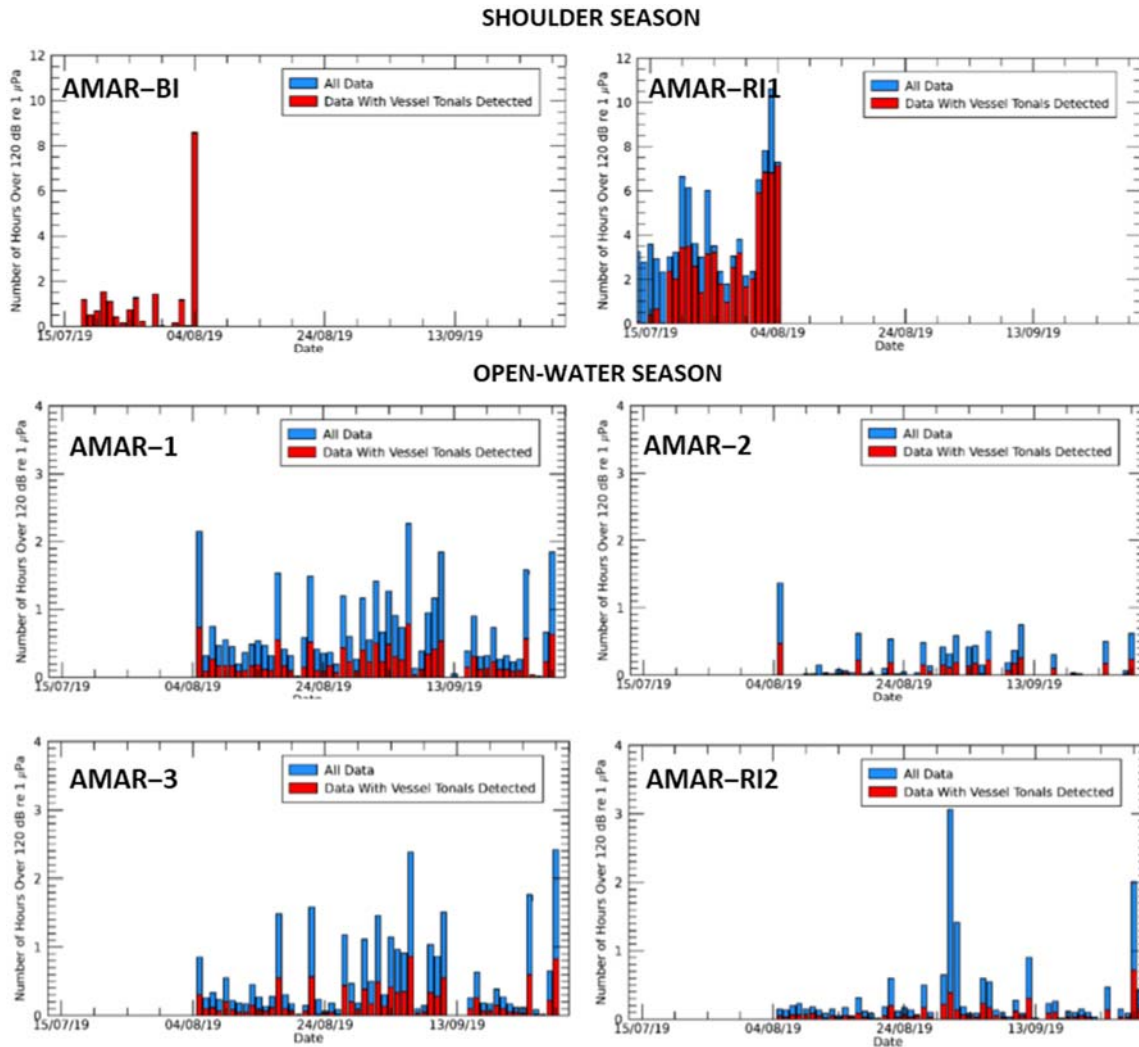 SHOULDER SEASON
AMAR–BI
All Data
Data With Vessel Tonals Detected
Number of Hours Over 120 dB re 1 µPa
12
10
8
6
4
2
0
15/07/19 04/08/19 24/08/19 13/09/19
Date
AMAR–RI1
All Data
Data With Vessel Tonals Detected
Number of Hours Over 120 dB re 1 µPa
12
10
8
6
4
2
0
15/07/19 04/08/19 24/08/19 13/09/19
Date
OPEN-WATER SEASON
AMAR–1
All Data
Data With Vessel Tonals Detected
Number of Hours Over 120 dB re 1 µPa
4
3
2
1
0
15/07/19 04/08/19 24/08/19 13/09/19
Date
AMAR–2
All Data
Data With Vessel Tonals Detected
Number of Hours Over 120 dB re 1 µPa
4
3
2
1
0
15/07/19 04/08/19 24/08/19 13/09/19
Date
AMAR–3
All Data
Data With Vessel Tonals Detected
Number of Hours Over 120 dB re 1 µPa
4
3
2
1
0
15/07/19 04/08/19 24/08/19 13/09/19
Date
AMAR–RI2
All Data
Data With Vessel Tonals Detected
Number of Hours Over 120 dB re 1 µPa
4
3
2
1
0
15/07/19 04/08/19 24/08/19 13/09/19
Date